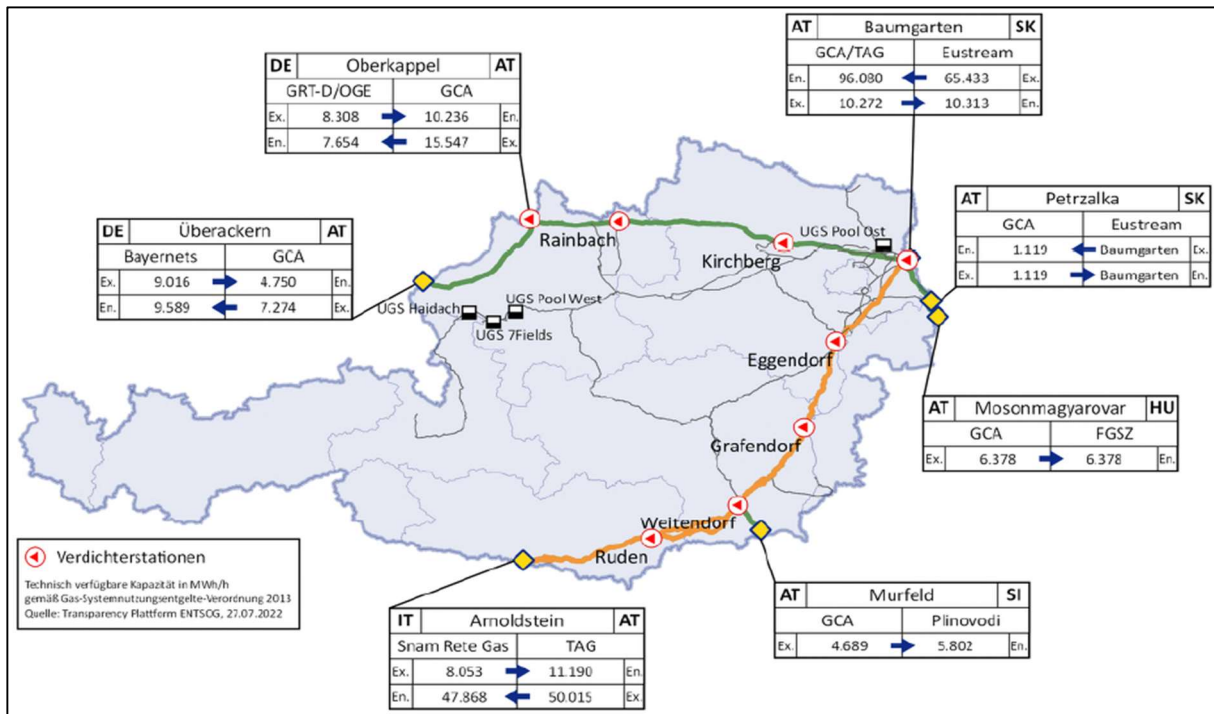 AT Baumgarten SK
GCA/TAG Eustream
En. 96.080 65.433 Ex.
Ex. 10.272 10.313 En.
DE Oberkappel AT
GRT-D/OGE GCA
Ex. 8.308 10.236 En.
En. 7.654 15.547 Ex.
AT Petrzalka SK
GCA Eustream
En. 1.119 Baumgarten Ex.
Ex. 1.119 Baumgarten En.
DE Überackern AT
Bayernets GCA
Ex. 9.016 4.750 En.
En. 9.589 7.274 Ex.
Rainbach
UGS Pool Ost
Kirchberg
UGS Haidach
UGS Pool West
UGS 7Fields
Eggendorf
AT Mosonmagyarovar HU
GCA FGSZ
Ex. 6.378 6.378 En.
Grafendorf
Weitendorf
Ruden
Verdichterstationen
Technisch verfügbare Kapazität in MWh/h
gemäß Gas-Systemnutzungsentgelte-Verordnung 2013
Quelle: Transparency Plattform ENTSOG, 27.07.2022
AT Murfeld SI
GCA Plinovodi
Ex. 4.689 5.802 En.
IT Arnoldstein AT
Snam Rete Gas TAG
Ex. 8.053 11.190 En.
En. 47.868 50.015 Ex.